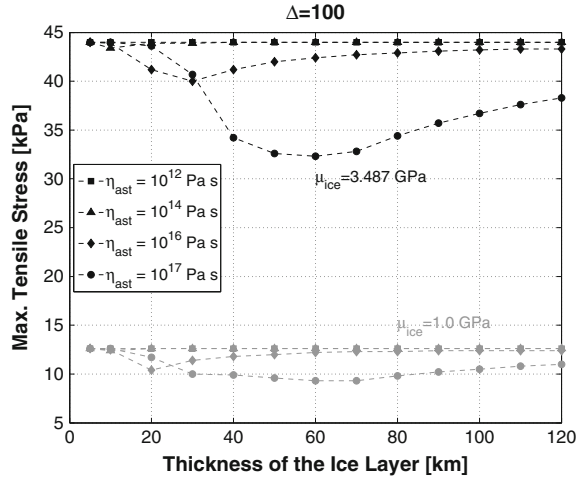 Δ=100
Max. Tensile Stress [kPa]
45
40
35
30
25
20
15
10
5
η_ast = 10^12 Pa s
η_ast = 10^14 Pa s
η_ast = 10^16 Pa s
η_ast = 10^17 Pa s
μ_ice=3.487 GPa
μ_ice=1.0 GPa
0 20 40 60 80 100 120
Thickness of the Ice Layer [km]